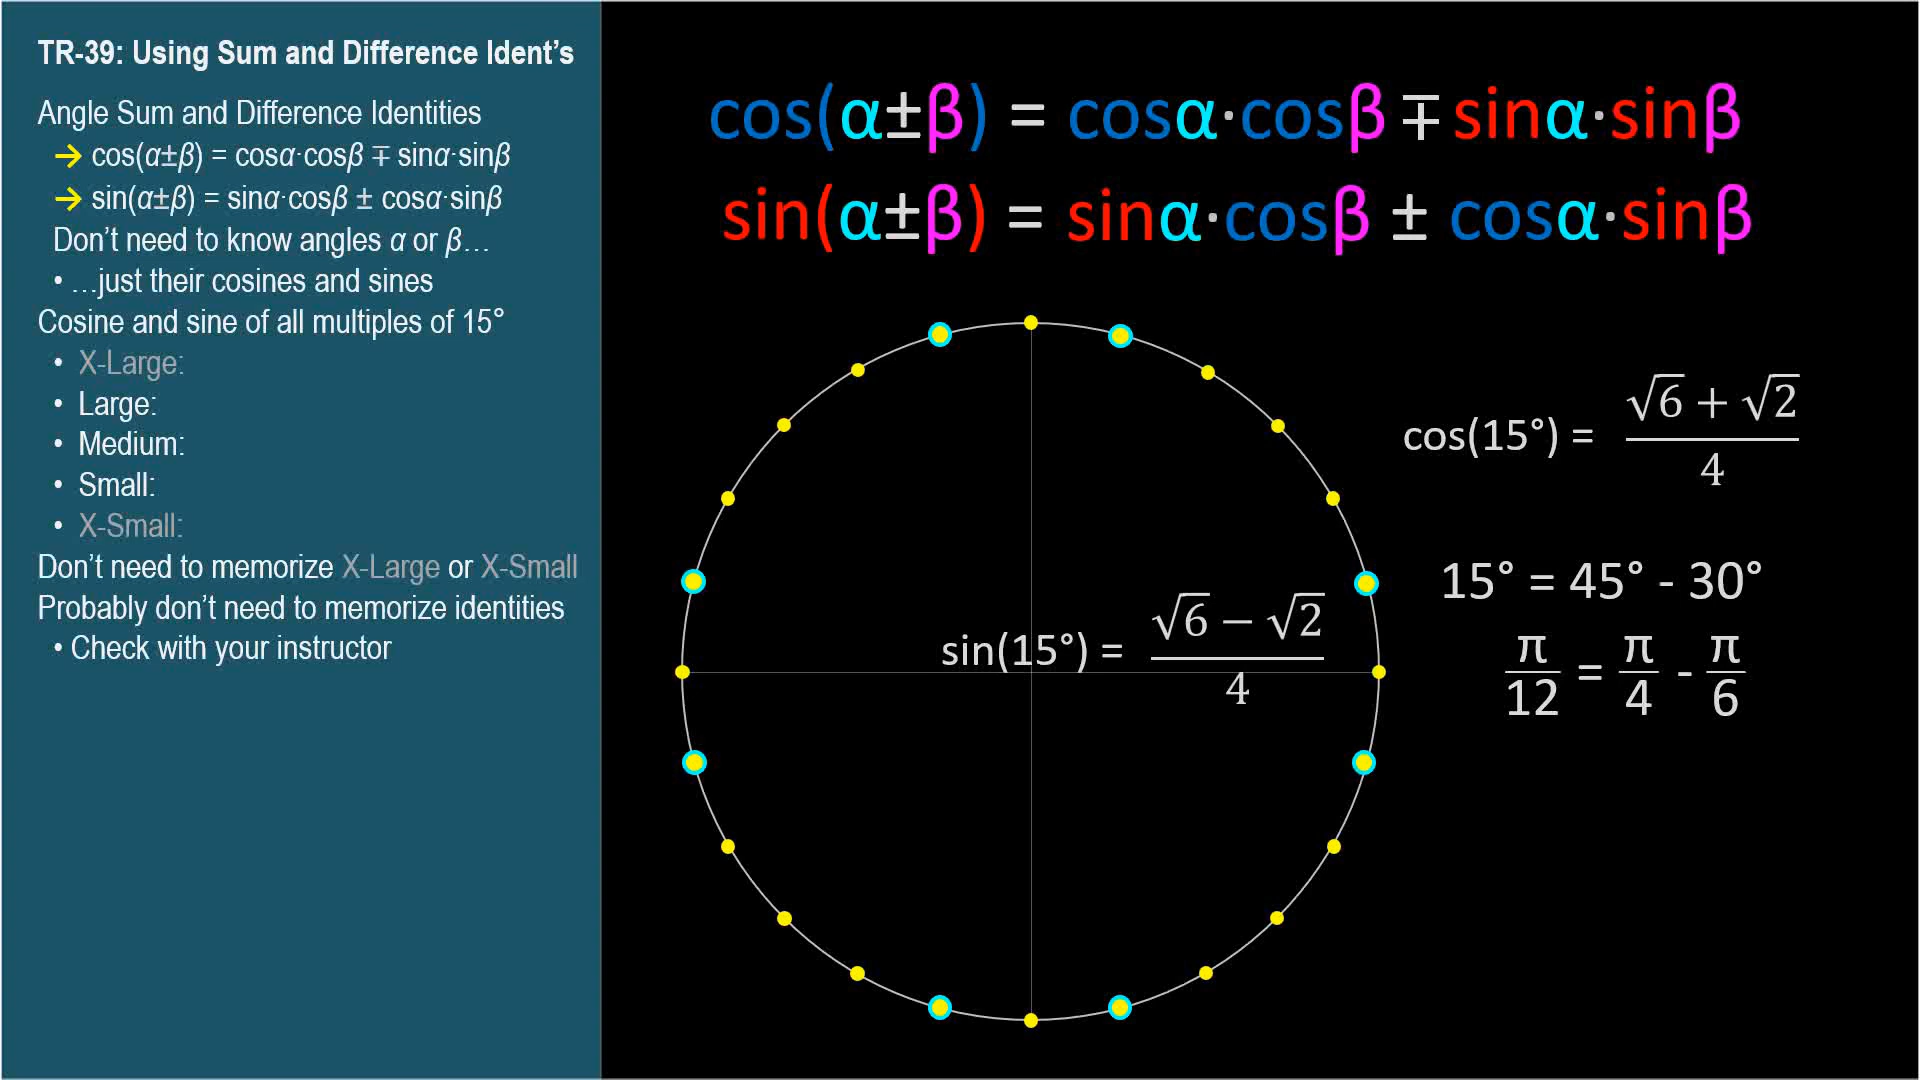 TR-39: Using Sum and Difference Ident’s
Angle Sum and Difference Identities
→ cos(α±β) = cosα·cosβ ∓ sinα·sinβ
→ sin(α±β) = sinα·cosβ ± cosα·sinβ
Don’t need to know angles α or β…
• …just their cosines and sines
Cosine and sine of all multiples of 15°
• X-Large:
• Large:
• Medium:
• Small:
• X-Small:
Don’t need to memorize X-Large or X-Small
Probably don’t need to memorize identities
• Check with your instructor
cos(α±β) = cosα·cosβ ∓ sinα·sinβ
sin(α±β) = sinα·cosβ ± cosα·sinβ
cos(15°) = (√6 + √2)/4
sin(15°) = (√6 − √2)/4
15° = 45° - 30°
π/12 = π/4 - π/6